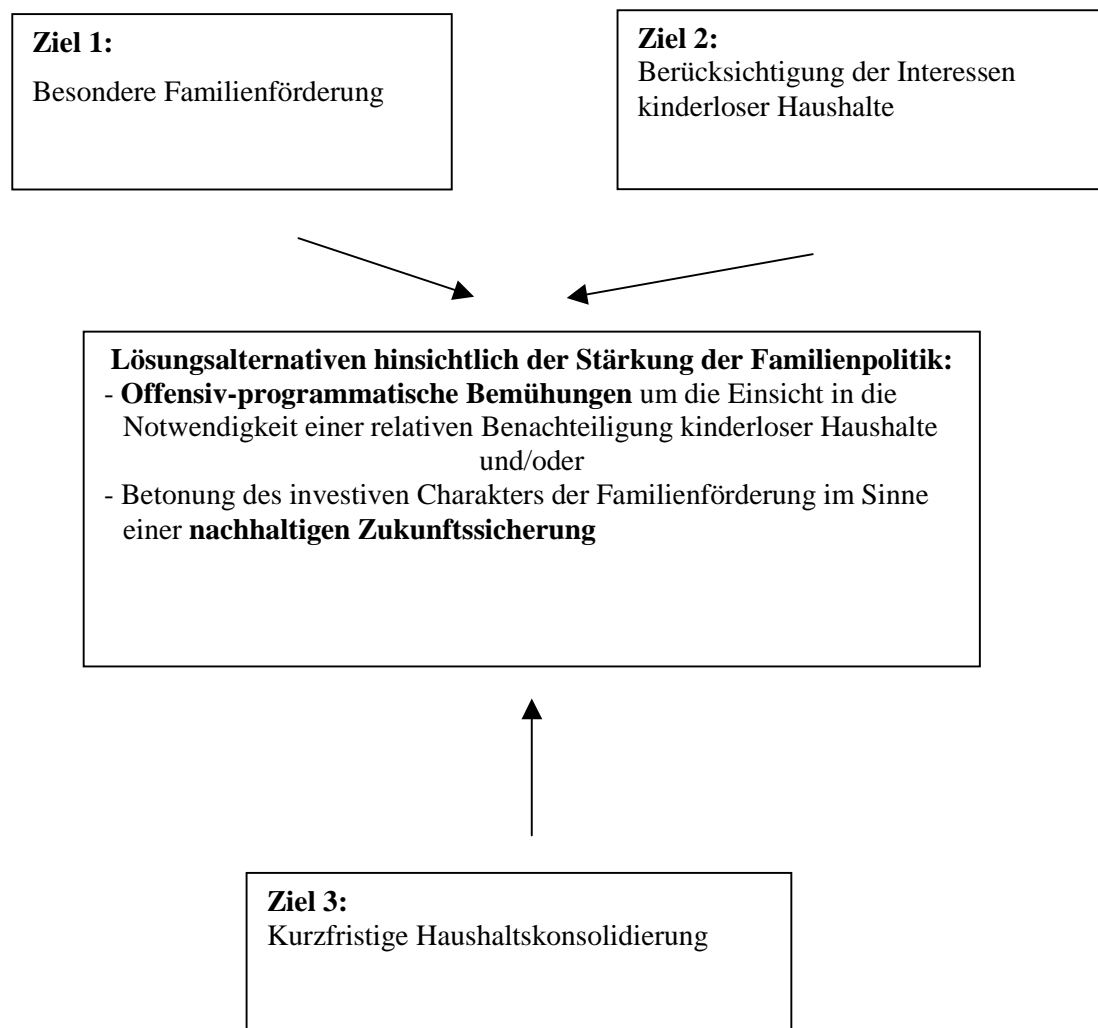 Ziel 1:
Besondere Familienförderung
Ziel 2:
Berücksichtigung der Interessen
kinderloser Haushalte
Lösungsalternativen hinsichtlich der Stärkung der Familienpolitik:
- Offensiv-programmatische Bemühungen um die Einsicht in die
Notwendigkeit einer relativen Benachteiligung kinderloser Haushalte
und/oder
- Betonung des investiven Charakters der Familienförderung im Sinne
einer nachhaltigen Zukunftssicherung
Ziel 3:
Kurzfristige Haushaltskonsolidierung